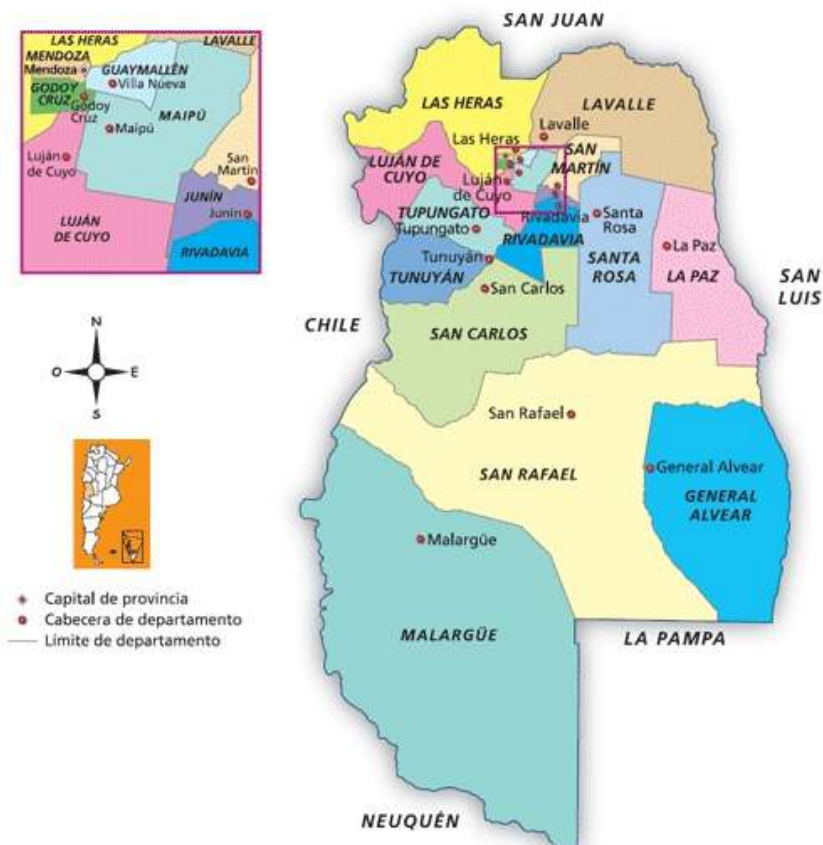 SAN JUAN
LAS HERAS
LAVALLE
MENDOZA
Mendoza
GUAYMALLÉN
Villa Nueva
GODOY
CRUZ
Godoy
Cruz
MAIPÚ
Maipú
Luján
de Cuyo
San
Martín
JUNÍN
Junín
LUJÁN
DE CUYO
RIVADAVIA
LAS HERAS
LAVALLE
Lavalle
Las Heras
SAN
MARTÍN
LUJÁN DE
CUYO
Luján
de Cuyo
TUPUNGATO
Tupungato
Rivadavia
RIVADAVIA
Santa
Rosa
SANTA
ROSA
La Paz
LA PAZ
Tunuyán
TUNUYÁN
San Carlos
SAN CARLOS
SAN
LUIS
CHILE
N
O
E
S
San Rafael
SAN RAFAEL
General Alvear
GENERAL
ALVEAR
Malargüe
MALARGÜE
LA PAMPA
NEUQUÉN
Capital de provincia
Cabecera de departamento
Límite de departamento